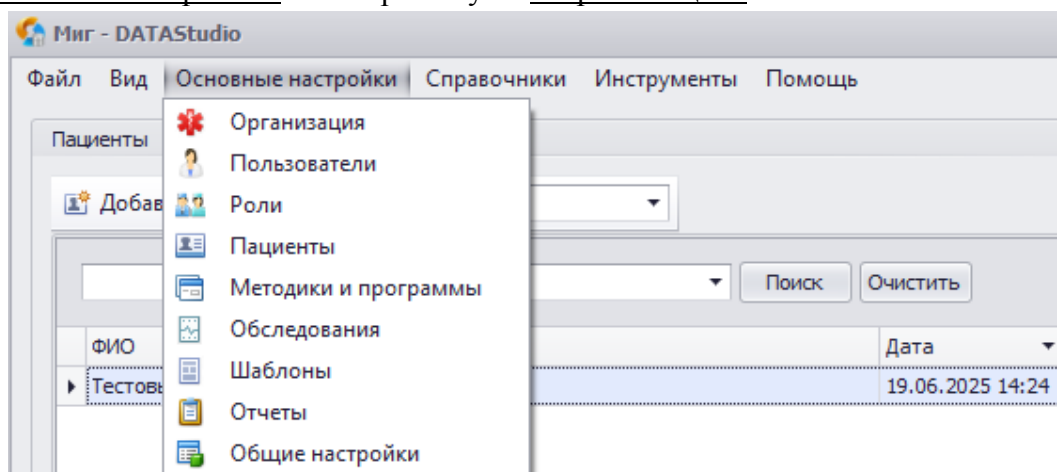 Миг - DATAStudio
Файл Вид Основные настройки Справочники Инструменты Помощь
Организация
Пациенты
Пользователи
Роли
Пациенты
Методики и программы
Поиск Очистить
Обследования
ФИО Дата
Шаблоны
19.06.2025 14:24
Отчеты
Общие настройки